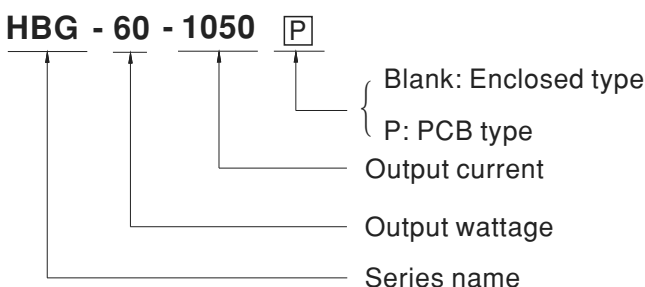 HBG - 60 - 1050 P
Blank: Enclosed type
P: PCB type
Output current
Output wattage
Series name